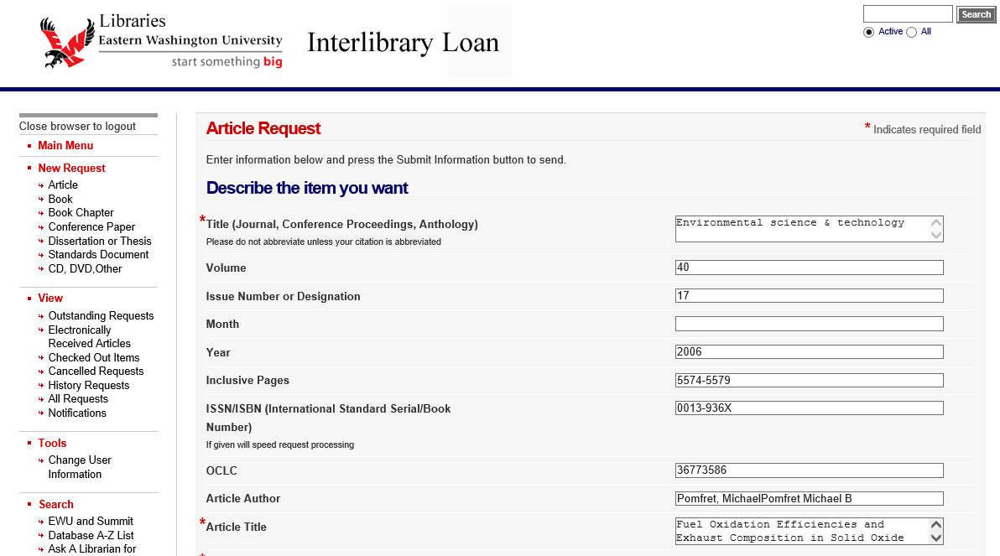 Libraries
Eastern Washington University
start something big
Interlibrary Loan
Search
Active All
Close browser to logout
Main Menu
New Request
Article
Book
Book Chapter
Conference Paper
Dissertation or Thesis
Standards Document
CD, DVD,Other
View
Outstanding Requests
Electronically
Received Articles
Checked Out Items
Cancelled Requests
History Requests
All Requests
Notifications
Tools
Change User
Information
Search
EWU and Summit
Database A-Z List
Ask A Librarian for
Article Request
* Indicates required field
Enter information below and press the Submit Information button to send.
Describe the item you want
*Title (Journal, Conference Proceedings, Anthology)
Please do not abbreviate unless your citation is abbreviated
Environmental science & technology
Volume
40
Issue Number or Designation
17
Month
Year
2006
Inclusive Pages
5574-5579
ISSN/ISBN (International Standard Serial/Book
Number)
If given will speed request processing
0013-936X
OCLC
36773586
Article Author
Pomfret, MichaelPomfret Michael B
*Article Title
Fuel Oxidation Efficiencies and
Exhaust Composition in Solid Oxide
*